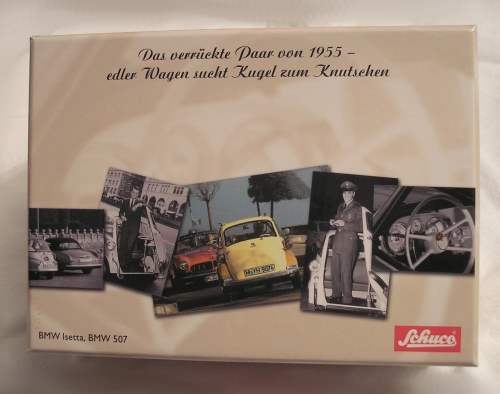 Das verrückte Paar von 1955 –
edler Wagen sucht Kugel zum Knutschen
BMW Isetta, BMW 507
Schuco